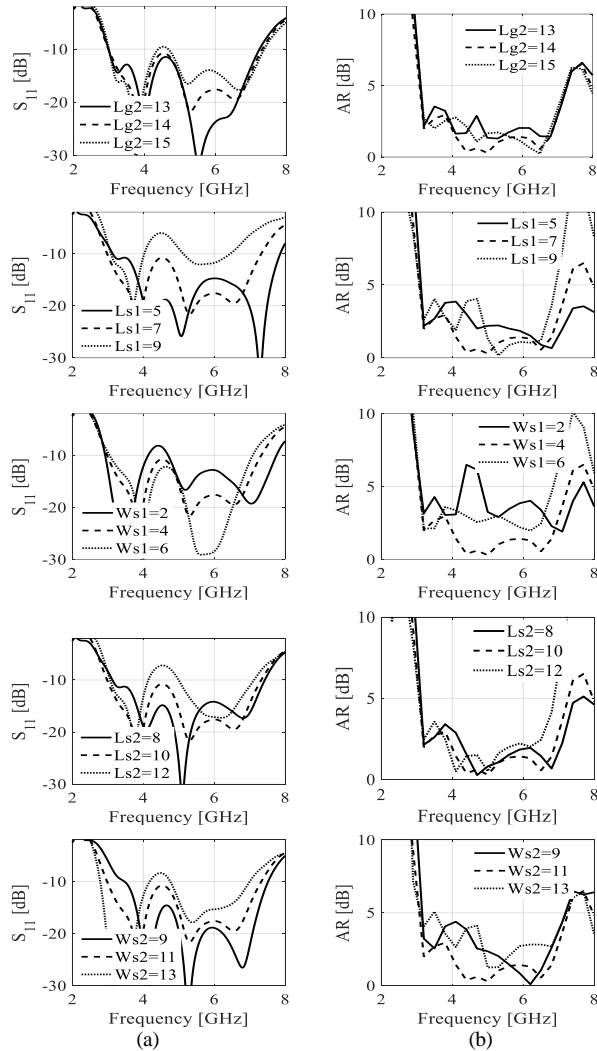 -10
-20
-30
S11 [dB]
Lg2=13
Lg2=14
Lg2=15
2 4 6 8
Frequency [GHz]
10
5
0
AR [dB]
Lg2=13
Lg2=14
Lg2=15
2 4 6 8
Frequency [GHz]
-10
-20
-30
S11 [dB]
Ls1=5
Ls1=7
Ls1=9
2 4 6 8
Frequency [GHz]
10
5
0
AR [dB]
Ls1=5
Ls1=7
Ls1=9
2 4 6 8
Frequency [GHz]
-10
-20
-30
S11 [dB]
Ws1=2
Ws1=4
Ws1=6
2 4 6 8
Frequency [GHz]
10
5
0
AR [dB]
Ws1=2
Ws1=4
Ws1=6
2 4 6 8
Frequency [GHz]
-10
-20
-30
S11 [dB]
Ls2=8
Ls2=10
Ls2=12
2 4 6 8
Frequency [GHz]
10
5
0
AR [dB]
Ls2=8
Ls2=10
Ls2=12
2 4 6 8
Frequency [GHz]
-10
-20
-30
S11 [dB]
Ws2=9
Ws2=11
Ws2=13
2 4 6 8
Frequency [GHz]
(a)
10
5
0
AR [dB]
Ws2=9
Ws2=11
Ws2=13
2 4 6 8
Frequency [GHz]
(b)